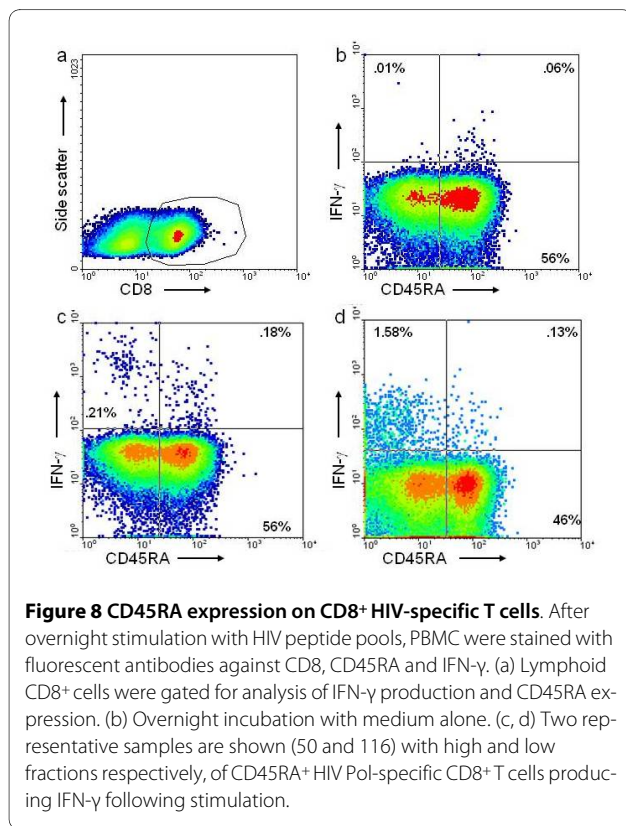 a
1023
Side scatter
0
10⁰ 10¹ 10² 10³ 10⁴
CD8
b
10⁴
.01% .06%
10³
IFN-γ
10²
10¹
56%
10⁰
10⁰ 10¹ 10² 10³ 10⁴
CD45RA
c
10⁴
.18%
10³
IFN-γ
.21%
10²
10¹
56%
10⁰
10⁰ 10¹ 10² 10³ 10⁴
CD45RA
d
10⁴
1.58% .13%
10³
IFN-γ
10²
10¹
46%
10⁰
10⁰ 10¹ 10² 10³ 10⁴
CD45RA
Figure 8 CD45RA expression on CD8⁺ HIV-specific T cells. After
overnight stimulation with HIV peptide pools, PBMC were stained with
fluorescent antibodies against CD8, CD45RA and IFN-γ. (a) Lymphoid
CD8⁺ cells were gated for analysis of IFN-γ production and CD45RA ex-
pression. (b) Overnight incubation with medium alone. (c, d) Two rep-
resentative samples are shown (50 and 116) with high and low
fractions respectively, of CD45RA⁺ HIV Pol-specific CD8⁺ T cells produc-
ing IFN-γ following stimulation.